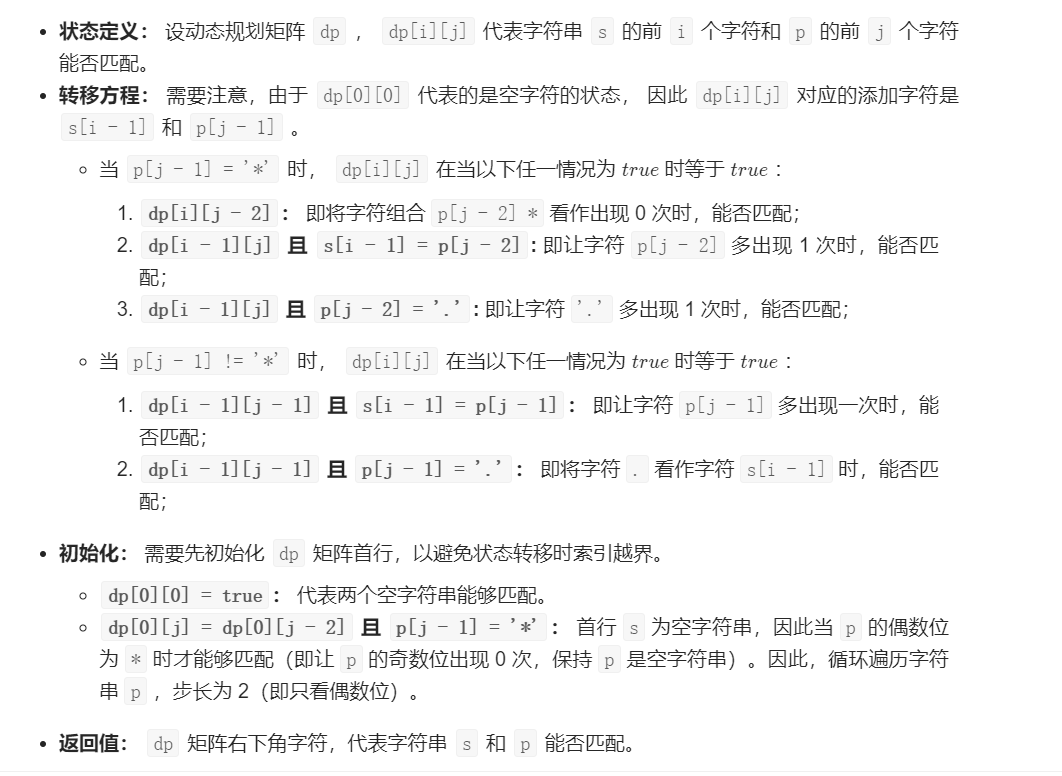 • 状态定义： 设动态规划矩阵 dp ， dp[i][j] 代表字符串 s 的前 i 个字符和 p 的前 j 个字符
能否匹配。
• 转移方程： 需要注意，由于 dp[0][0] 代表的是空字符的状态， 因此 dp[i][j] 对应的添加字符是
s[i - 1] 和 p[j - 1] 。
◦ 当 p[j - 1] = '*' 时， dp[i][j] 在当以下任一情况为 true 时等于 true ：
1. dp[i][j - 2] ： 即将字符组合 p[j - 2] * 看作出现 0 次时，能否匹配；
2. dp[i - 1][j] 且 s[i - 1] = p[j - 2] : 即让字符 p[j - 2] 多出现 1 次时，能否匹
配；
3. dp[i - 1][j] 且 p[j - 2] = '.' : 即让字符 '.' 多出现 1 次时，能否匹配；
◦ 当 p[j - 1] != '*' 时， dp[i][j] 在当以下任一情况为 true 时等于 true ：
1. dp[i - 1][j - 1] 且 s[i - 1] = p[j - 1] ： 即让字符 p[j - 1] 多出现一次时，能
否匹配；
2. dp[i - 1][j - 1] 且 p[j - 1] = '.' ： 即将字符 . 看作字符 s[i - 1] 时，能否匹
配；
• 初始化： 需要先初始化 dp 矩阵首行，以避免状态转移时索引越界。
◦ dp[0][0] = true ： 代表两个空字符串能够匹配。
◦ dp[0][j] = dp[0][j - 2] 且 p[j - 1] = '*' ： 首行 s 为空字符串，因此当 p 的偶数位
为 * 时才能够匹配（即让 p 的奇数位出现 0 次，保持 p 是空字符串）。因此，循环遍历字符
串 p ，步长为 2（即只看偶数位）。
• 返回值： dp 矩阵右下角字符，代表字符串 s 和 p 能否匹配。